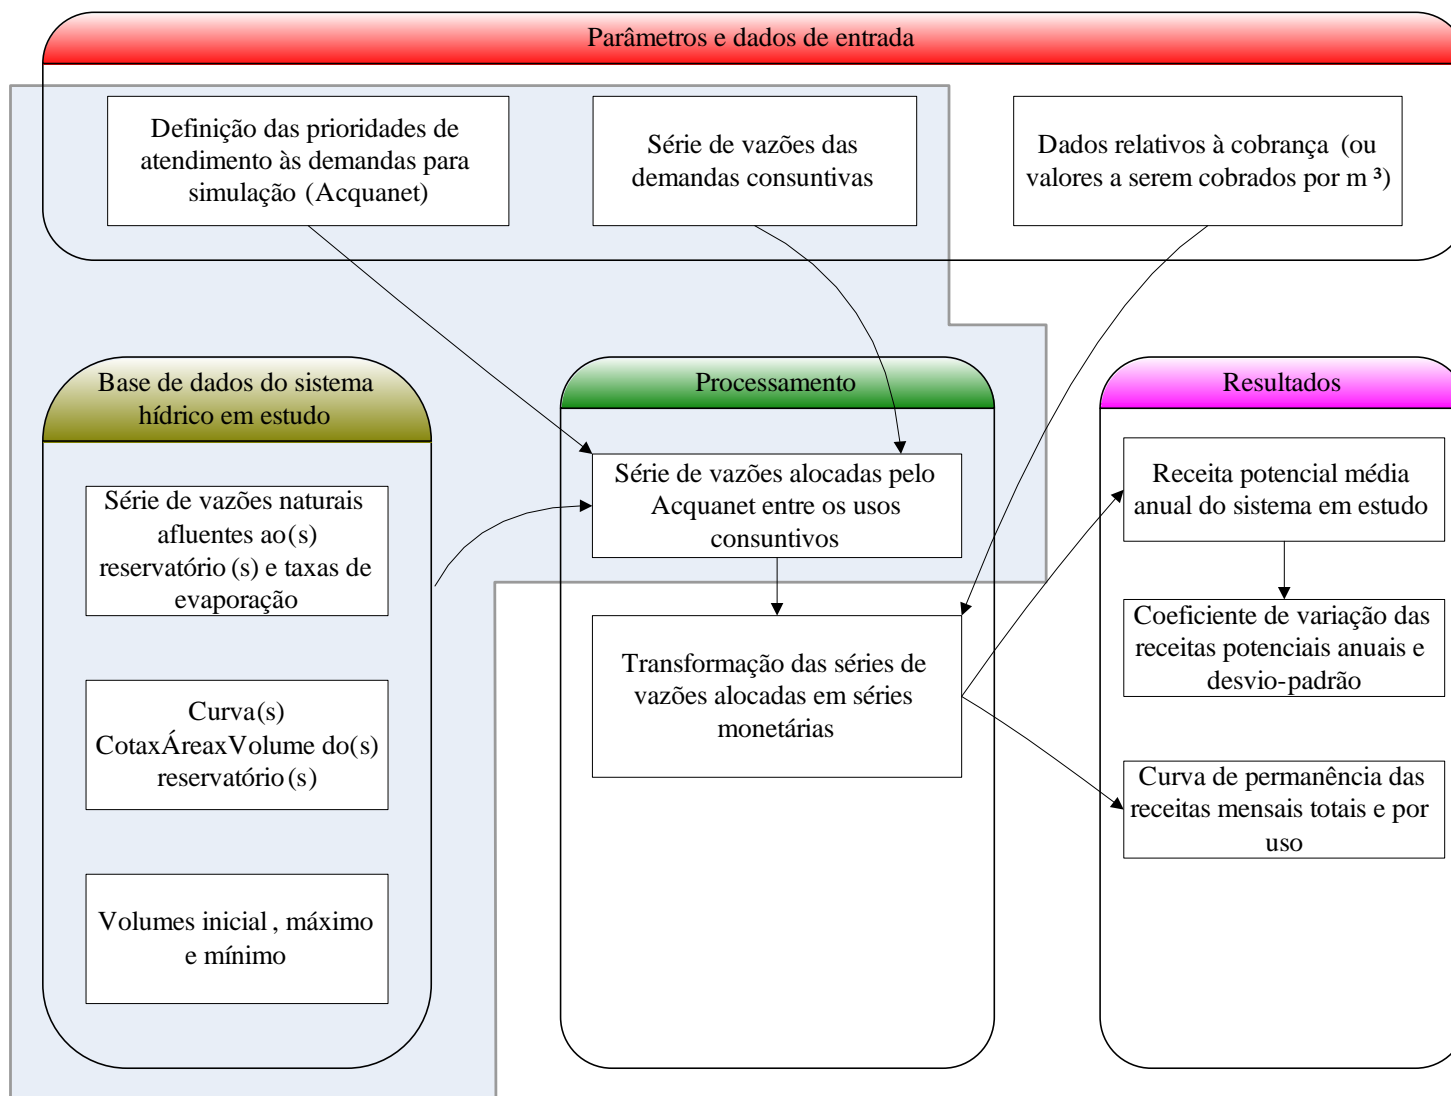 Parâmetros e dados de entrada
Definição das prioridades de
atendimento às demandas para
simulação (Acquanet)
Série de vazões das
demandas consuntivas
Dados relativos à cobrança (ou
valores a serem cobrados por m³)
Base de dados do sistema
hídrico em estudo
Série de vazões naturais
afluentes ao(s)
reservatório(s) e taxas de
evaporação
Curva(s)
CotaxÁreaxVolume do(s)
reservatório(s)
Volumes inicial, máximo
e mínimo
Processamento
Série de vazões alocadas pelo
Acquanet entre os usos
consuntivos
Transformação das séries de
vazões alocadas em séries
monetárias
Resultados
Receita potencial média
anual do sistema em estudo
Coeficiente de variação das
receitas potenciais anuais e
desvio-padrão
Curva de permanência das
receitas mensais totais e por
uso